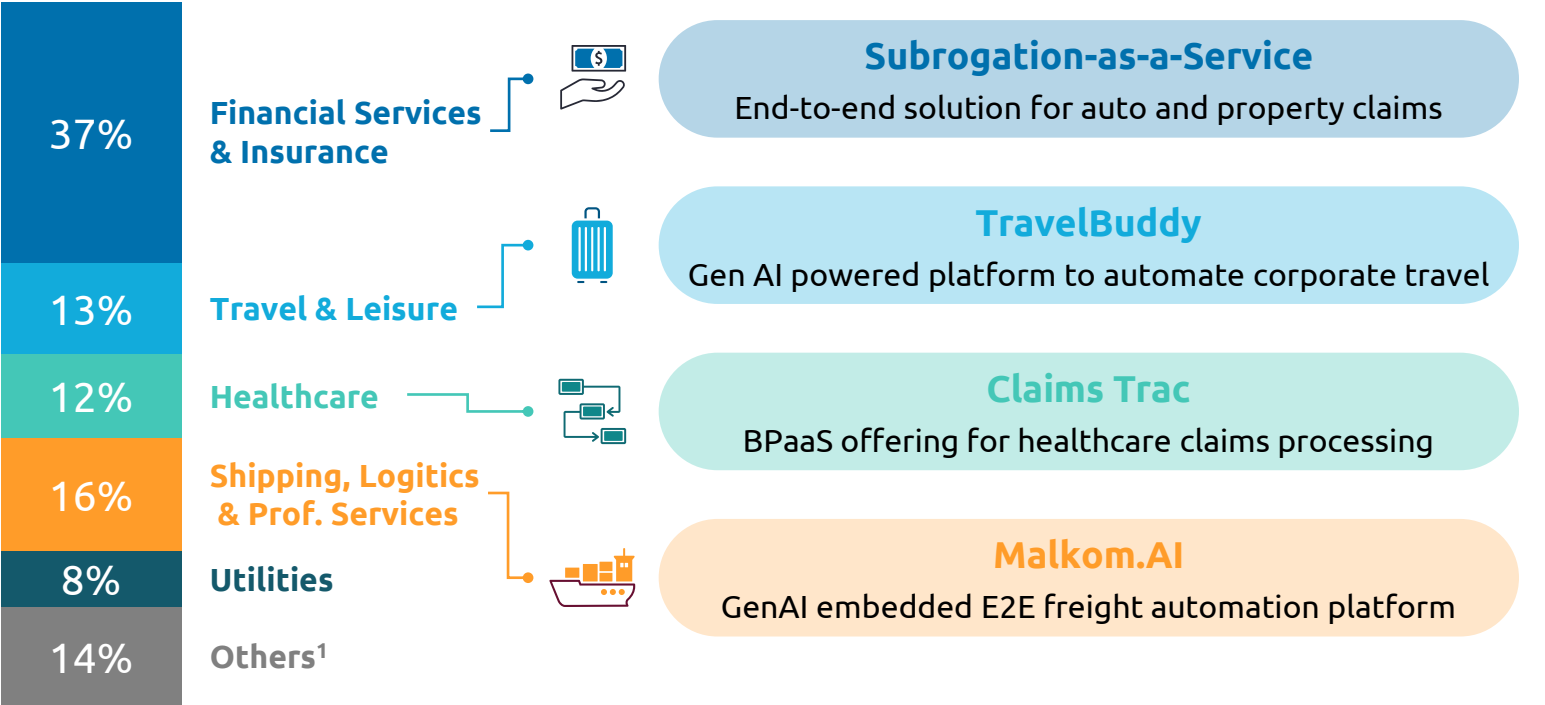 37%
Financial Services
& Insurance
$
Subrogation-as-a-Service
End-to-end solution for auto and property claims
13%
Travel & Leisure
TravelBuddy
Gen AI powered platform to automate corporate travel
12%
Healthcare
Claims Trac
BPaaS offering for healthcare claims processing
16%
Shipping, Logitics
& Prof. Services
Malkom.AI
GenAI embedded E2E freight automation platform
8%
Utilities
14%
Others¹